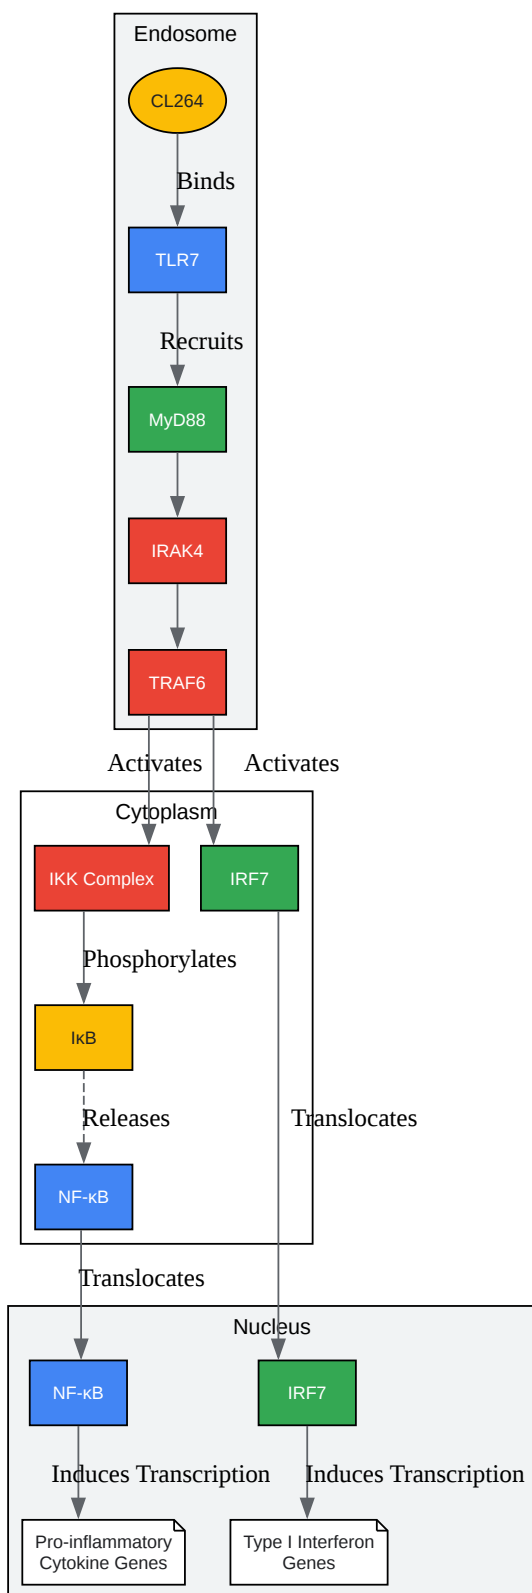 Endosome
CL264
Binds
TLR7
Recruits
MyD88
IRAK4
TRAF6
Activates
Activates
Cytoplasm
IKK Complex
IRF7
Phosphorylates
IκB
Releases
Translocates
NF-κB
Translocates
Nucleus
NF-κB
IRF7
Induces Transcription
Induces Transcription
Pro-inflammatory
Cytokine Genes
Type I Interferon
Genes